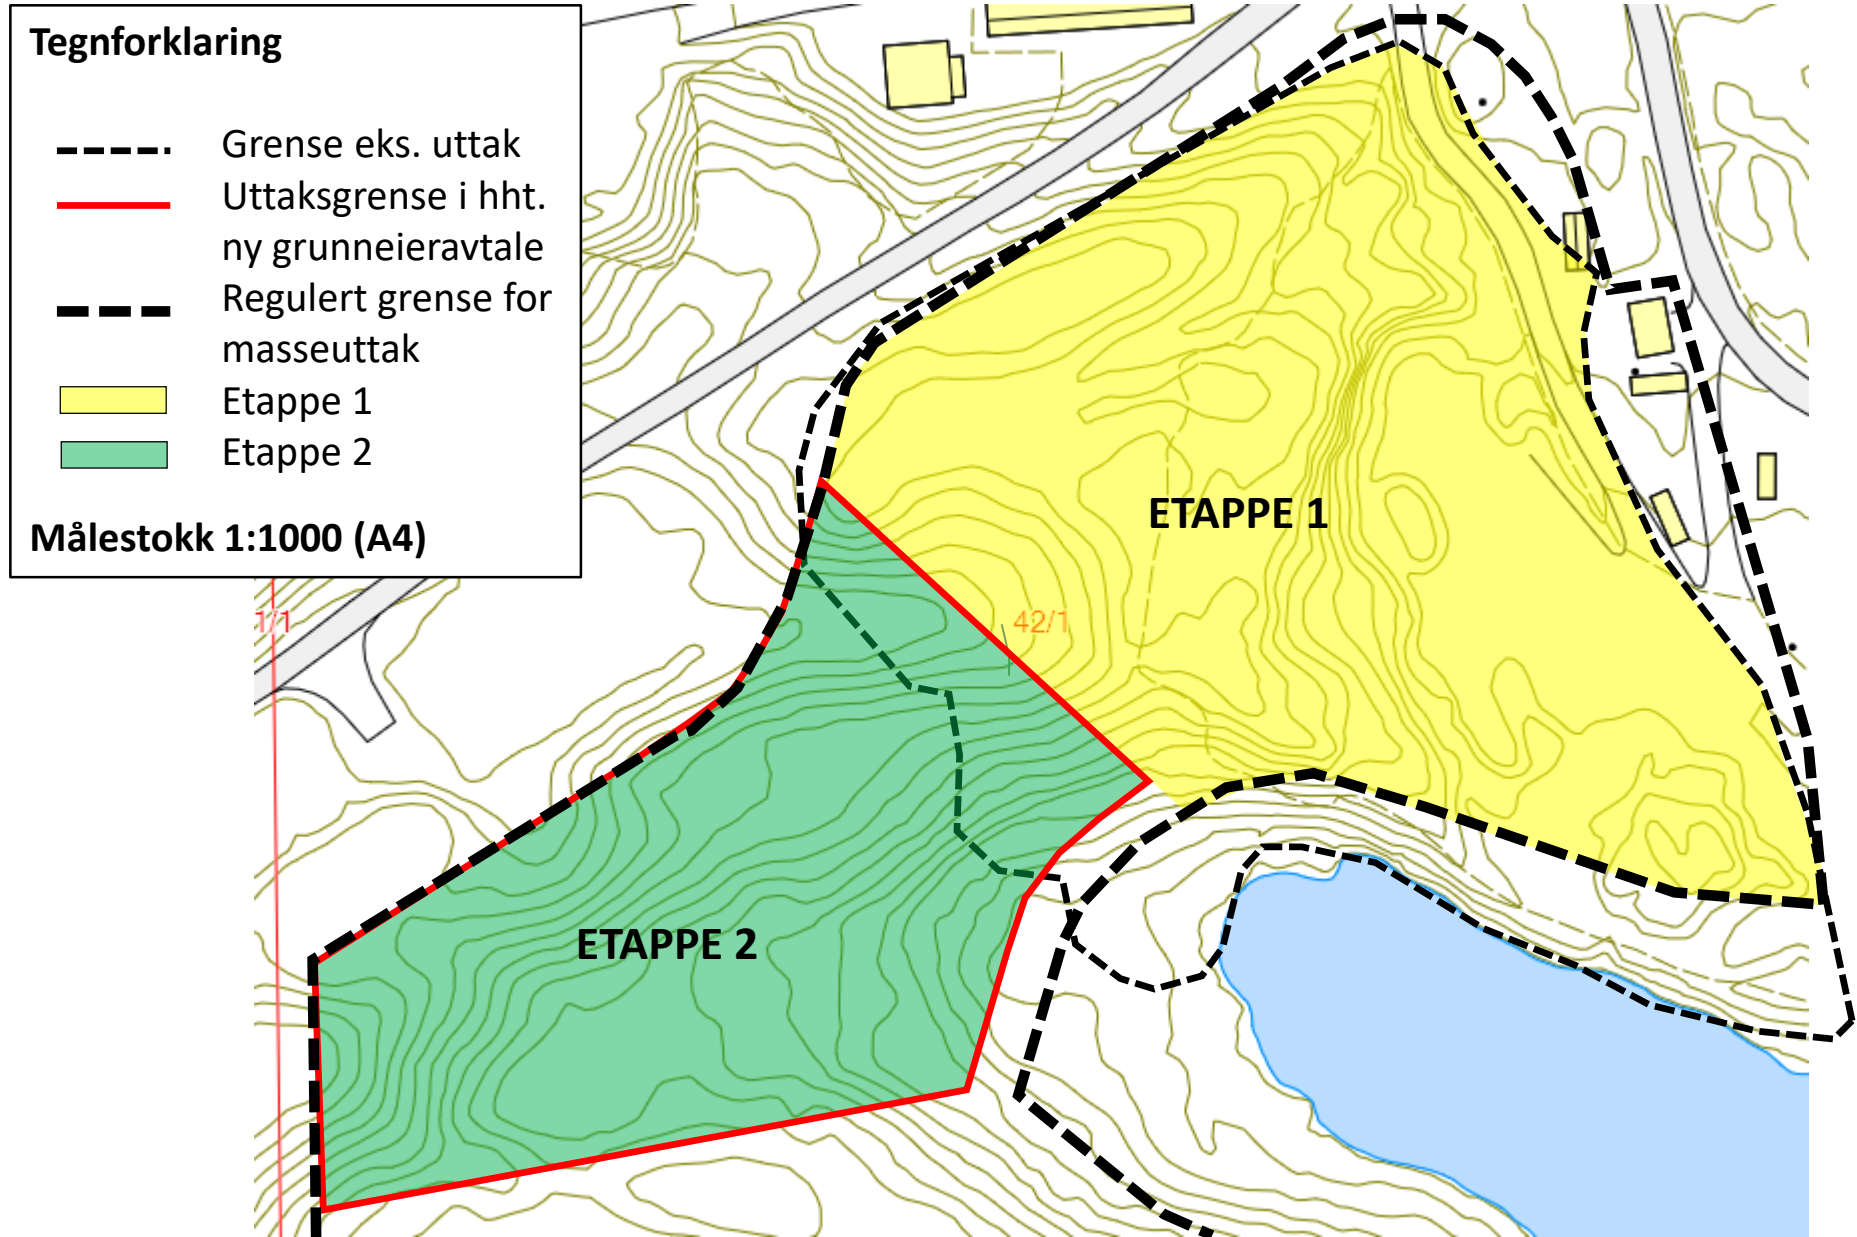 Tegnforklaring
Grense eks. uttak
Uttaksgrense i hht.
ny grunneieravtale
Regulert grense for
masseuttak
Etappe 1
Etappe 2
Målestokk 1:1000 (A4)
ETAPPE 1
1/1
42/1
ETAPPE 2